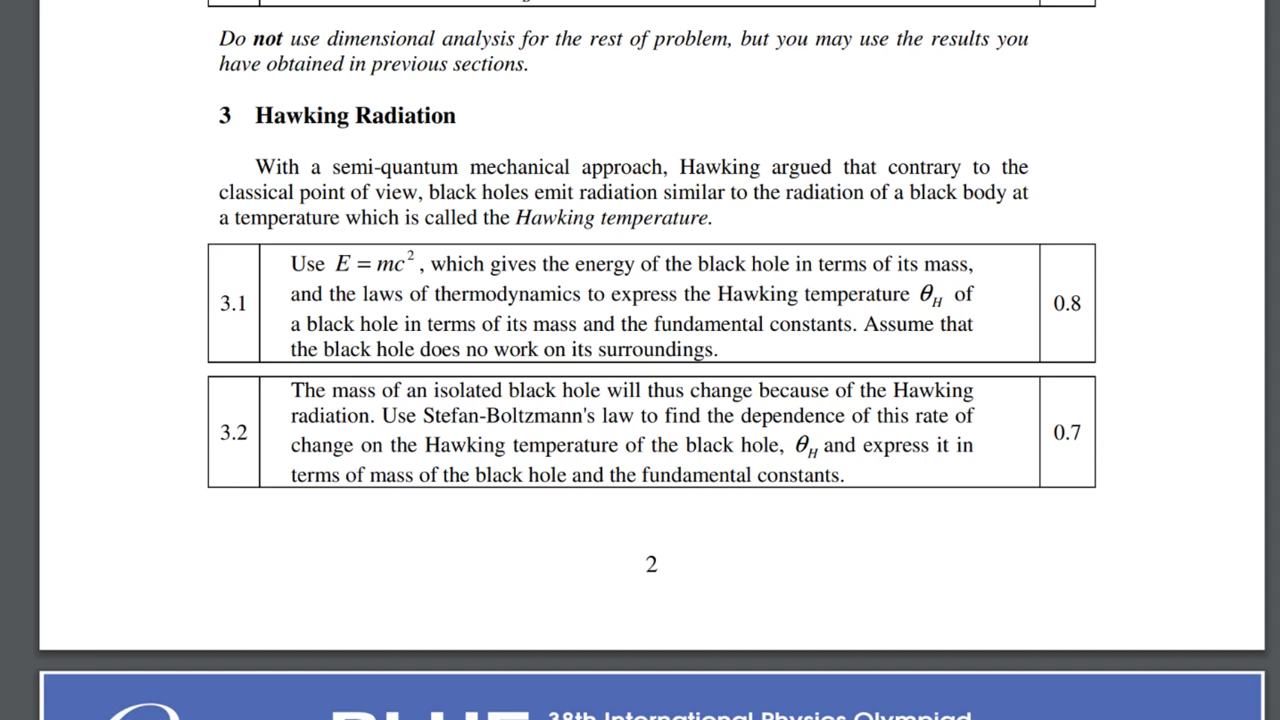 Do not use dimensional analysis for the rest of problem, but you may use the results you
have obtained in previous sections.
3 Hawking Radiation
With a semi-quantum mechanical approach, Hawking argued that contrary to the
classical point of view, black holes emit radiation similar to the radiation of a black body at
a temperature which is called the Hawking temperature.
3.1
Use E = mc², which gives the energy of the black hole in terms of its mass,
and the laws of thermodynamics to express the Hawking temperature θ_H of
a black hole in terms of its mass and the fundamental constants. Assume that
the black hole does no work on its surroundings.
0.8
3.2
The mass of an isolated black hole will thus change because of the Hawking
radiation. Use Stefan-Boltzmann's law to find the dependence of this rate of
change on the Hawking temperature of the black hole, θ_H and express it in
terms of mass of the black hole and the fundamental constants.
0.7
2
38th International Physics Olympiad